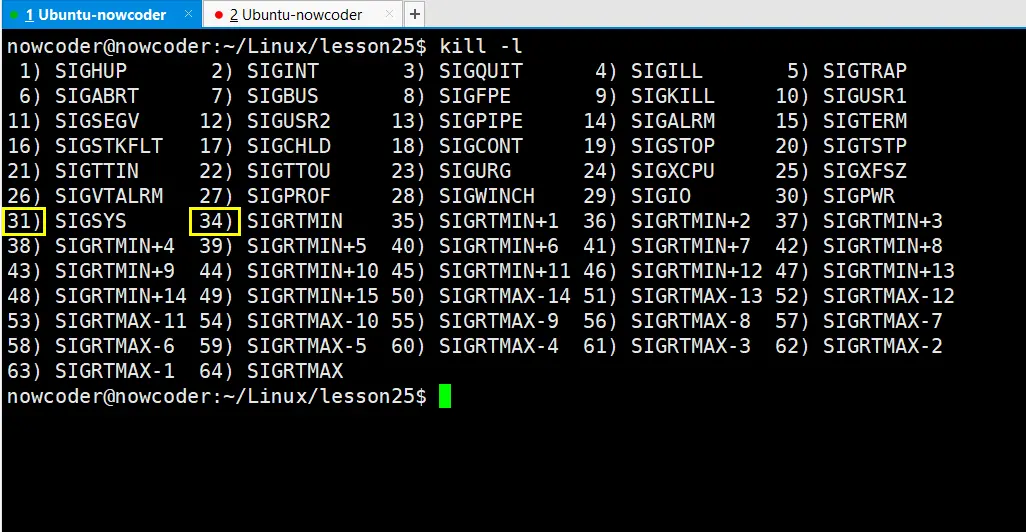 1 Ubuntu-nowcoder × 2 Ubuntu-nowcoder × +
nowcoder@nowcoder:~/Linux/lesson25$ kill -l
1) SIGHUP 2) SIGINT 3) SIGQUIT 4) SIGILL 5) SIGTRAP
6) SIGABRT 7) SIGBUS 8) SIGFPE 9) SIGKILL 10) SIGUSR1
11) SIGSEGV 12) SIGUSR2 13) SIGPIPE 14) SIGALRM 15) SIGTERM
16) SIGSTKFLT 17) SIGCHLD 18) SIGCONT 19) SIGSTOP 20) SIGTSTP
21) SIGTTIN 22) SIGTTOU 23) SIGURG 24) SIGXCPU 25) SIGXFSZ
26) SIGVTALRM 27) SIGPROF 28) SIGWINCH 29) SIGIO 30) SIGPWR
31) SIGSYS 34) SIGRTMIN 35) SIGRTMIN+1 36) SIGRTMIN+2 37) SIGRTMIN+3
38) SIGRTMIN+4 39) SIGRTMIN+5 40) SIGRTMIN+6 41) SIGRTMIN+7 42) SIGRTMIN+8
43) SIGRTMIN+9 44) SIGRTMIN+10 45) SIGRTMIN+11 46) SIGRTMIN+12 47) SIGRTMIN+13
48) SIGRTMIN+14 49) SIGRTMIN+15 50) SIGRTMAX-14 51) SIGRTMAX-13 52) SIGRTMAX-12
53) SIGRTMAX-11 54) SIGRTMAX-10 55) SIGRTMAX-9 56) SIGRTMAX-8 57) SIGRTMAX-7
58) SIGRTMAX-6 59) SIGRTMAX-5 60) SIGRTMAX-4 61) SIGRTMAX-3 62) SIGRTMAX-2
63) SIGRTMAX-1 64) SIGRTMAX
nowcoder@nowcoder:~/Linux/lesson25$